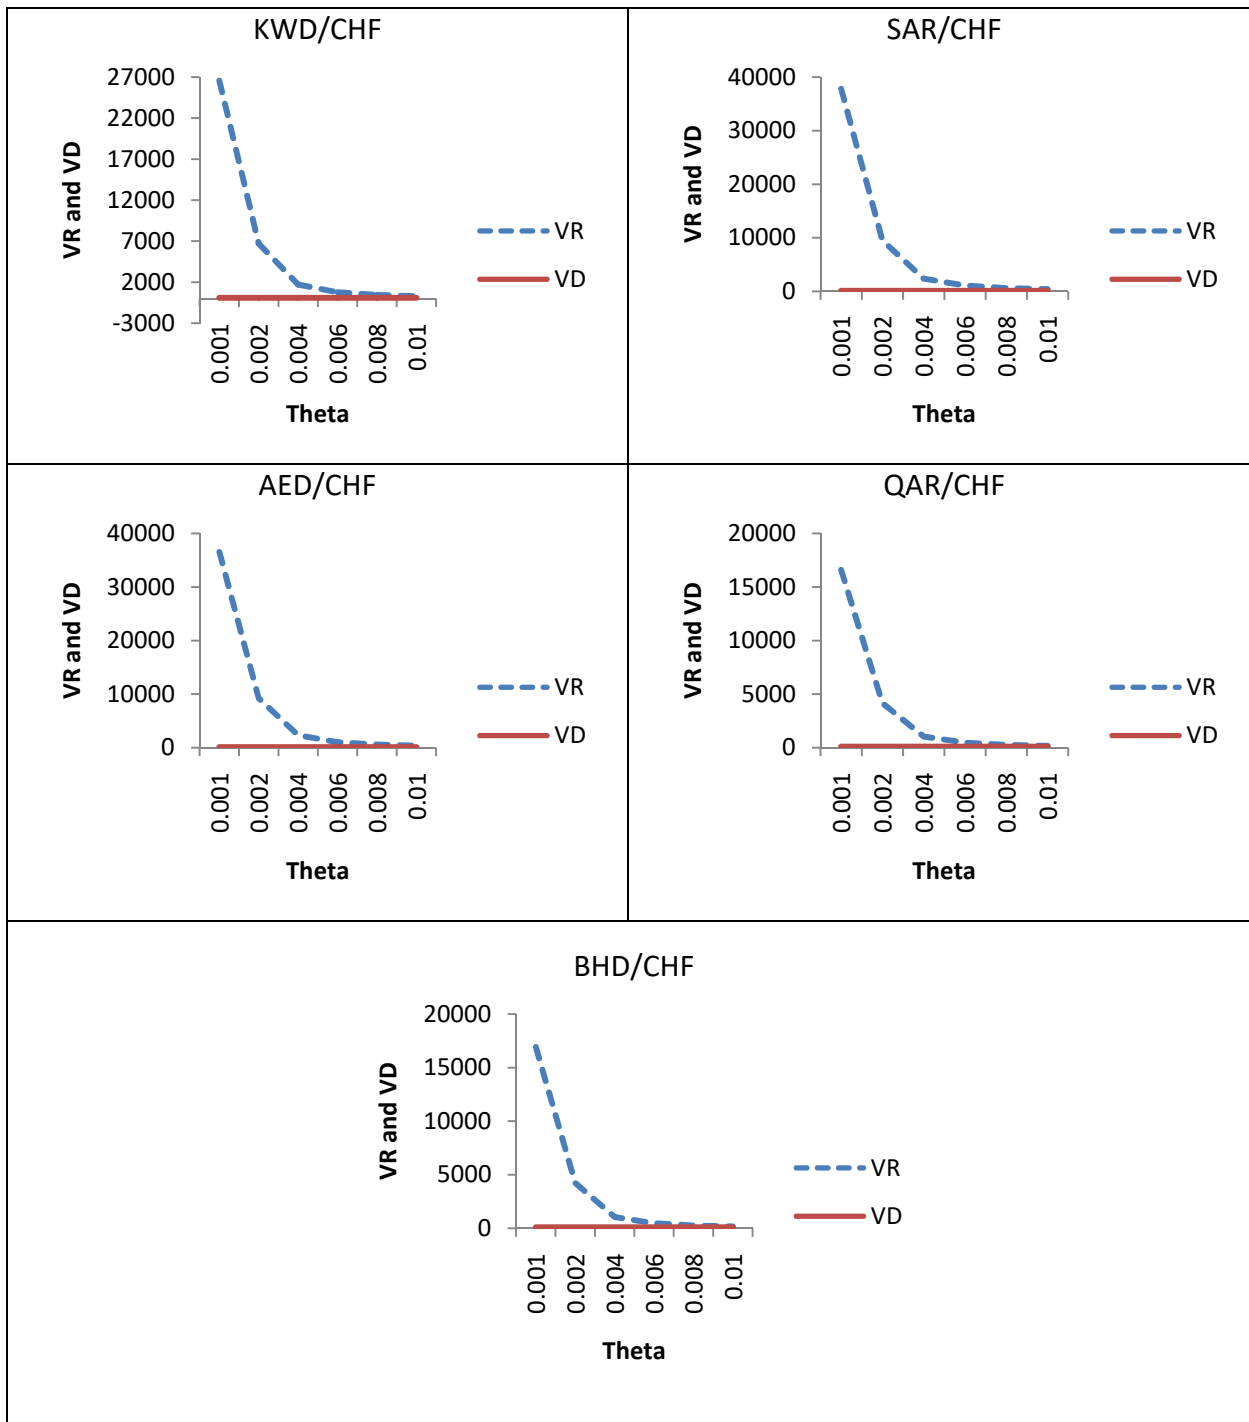 KWD/CHF
27000
22000
17000
12000
7000
2000
-3000
VR and VD
0.001
0.002
0.004
0.006
0.008
0.01
Theta
VR
VD
SAR/CHF
40000
30000
20000
10000
0
VR and VD
0.001
0.002
0.004
0.006
0.008
0.01
Theta
VR
VD
AED/CHF
40000
30000
20000
10000
0
VR and VD
0.001
0.002
0.004
0.006
0.008
0.01
Theta
VR
VD
QAR/CHF
20000
15000
10000
5000
0
VR and VD
0.001
0.002
0.004
0.006
0.008
0.01
Theta
VR
VD
BHD/CHF
20000
15000
10000
5000
0
VR and VD
0.001
0.002
0.004
0.006
0.008
0.01
Theta
VR
VD